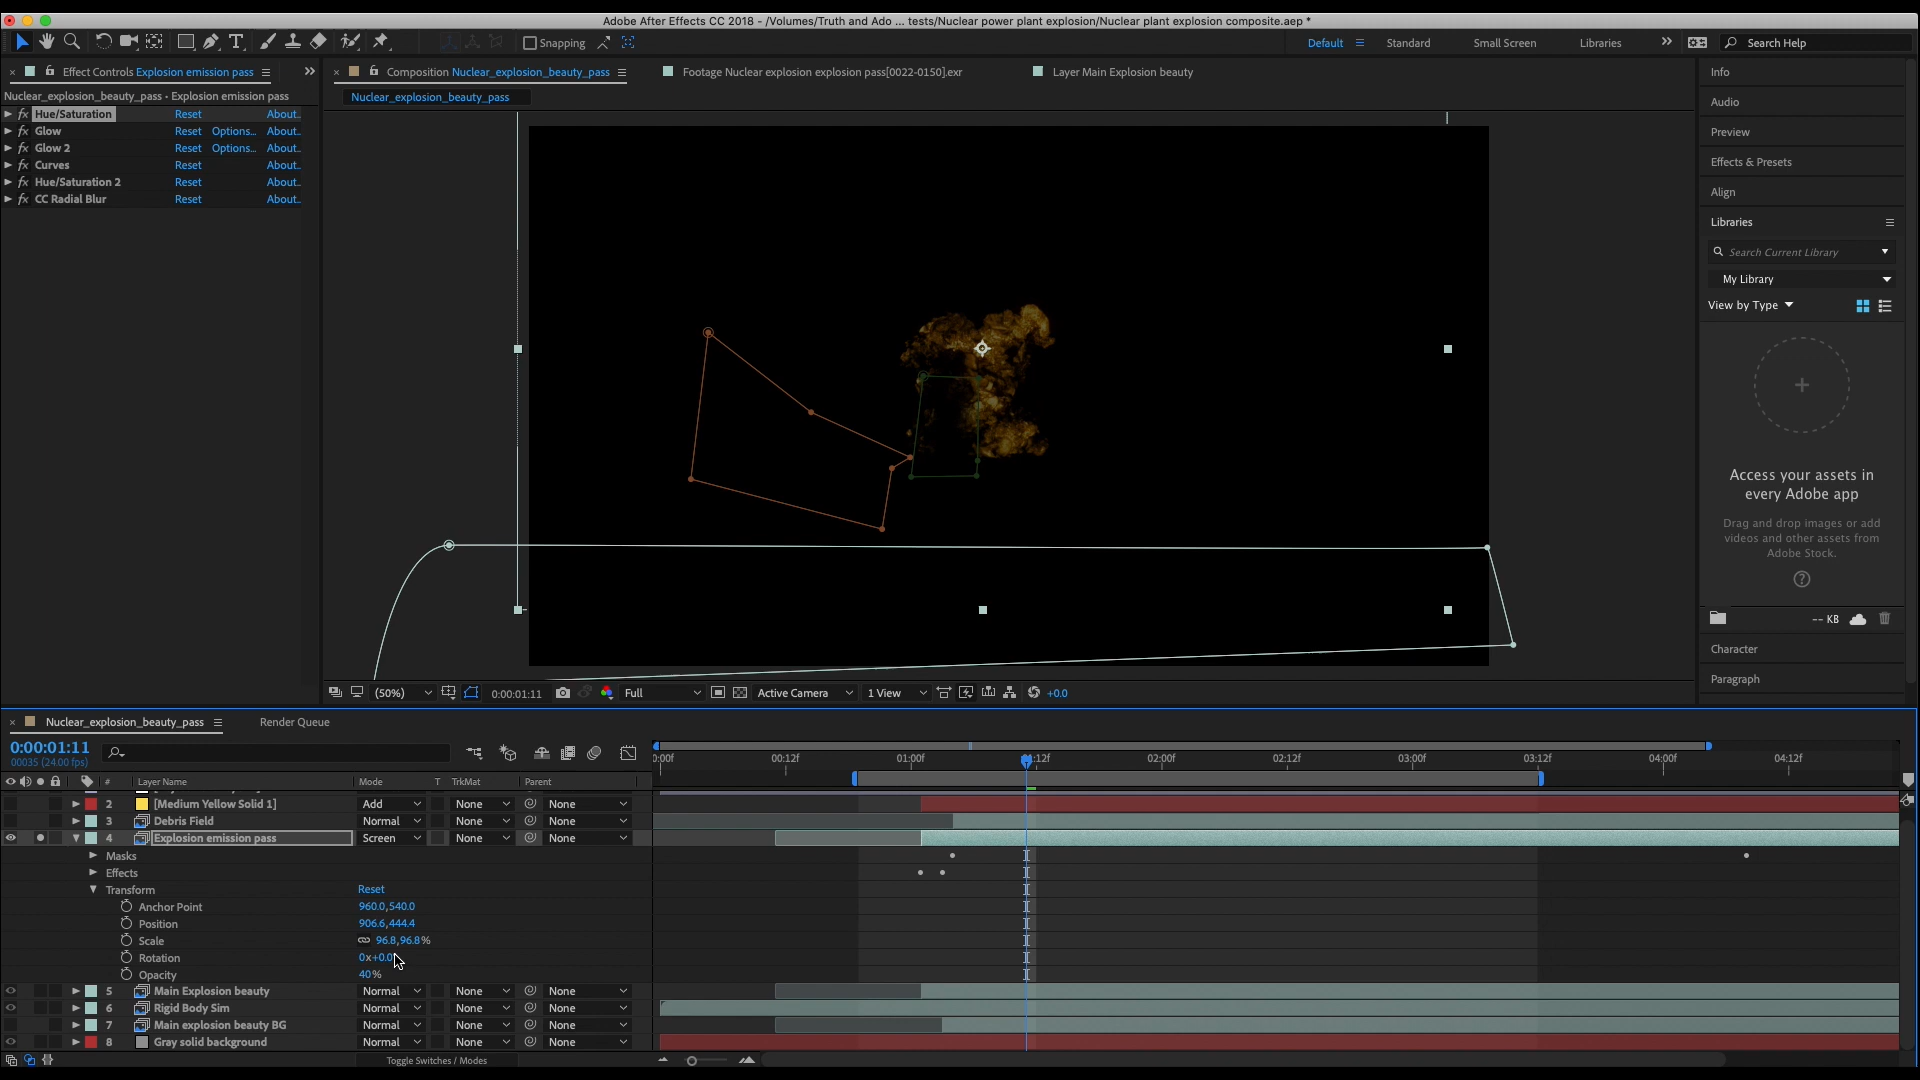 Adobe After Effects CC 2018 - /Volumes/Truth and Ado ... tests/Nuclear power plant explosion/Nuclear plant explosion composite.aep *
Snapping
Default
Standard
Small Screen
Libraries
Search Help
Effect Controls Explosion emission pass
Composition Nuclear_explosion_beauty_pass
Footage Nuclear explosion explosion pass[0022-0150].exr
Layer Main Explosion beauty
Nuclear_explosion_beauty_pass - Explosion emission pass
Nuclear_explosion_beauty_pass
fx Hue/Saturation Reset About..
fx Glow Reset Options... About..
fx Glow 2 Reset Options... About..
fx Curves Reset About..
fx Hue/Saturation 2 Reset About..
fx CC Radial Blur Reset About..
Info
Audio
Preview
Effects & Presets
Align
Libraries
Search Current Library
My Library
View by Type
Access your assets in
every Adobe app
Drag and drop images or add
videos and other assets from
Adobe Stock.
-- KB
Character
Paragraph
(50%) 0:00:01:11 Full Active Camera 1 View +0.0
Nuclear_explosion_beauty_pass
Render Queue
0:00:01:11
00035 (24.00 fps)
0:00f 00:12f 01:00f 01:12f 02:00f 02:12f 03:00f 03:12f 04:00f 04:12f
# Layer Name Mode T TrkMat Parent
2 [Medium Yellow Solid 1] Add None None
3 Debris Field Normal None None
4 Explosion emission pass Screen None None
Masks
Effects
Transform Reset
Anchor Point 960.0,540.0
Position 906.6,444.4
Scale 96.8,96.8%
Rotation 0x+0.0
Opacity 40%
5 Main Explosion beauty Normal None None
6 Rigid Body Sim Normal None None
7 Main explosion beauty BG Normal None None
8 Gray solid background Normal None None
Toggle Switches / Modes